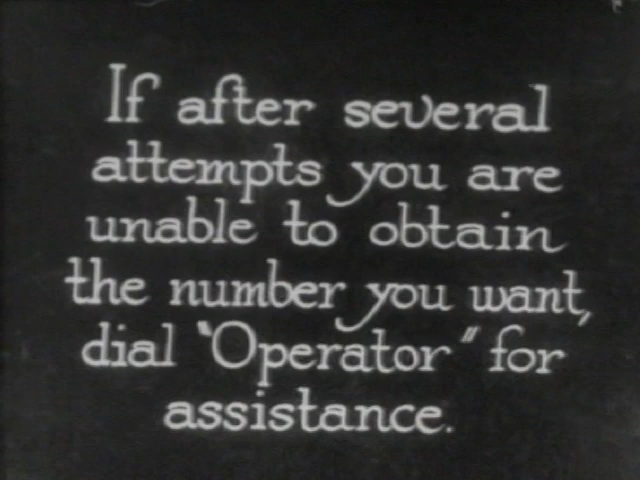 If after several
attempts you are
unable to obtain
the number you want,
dial "Operator" for
assistance.